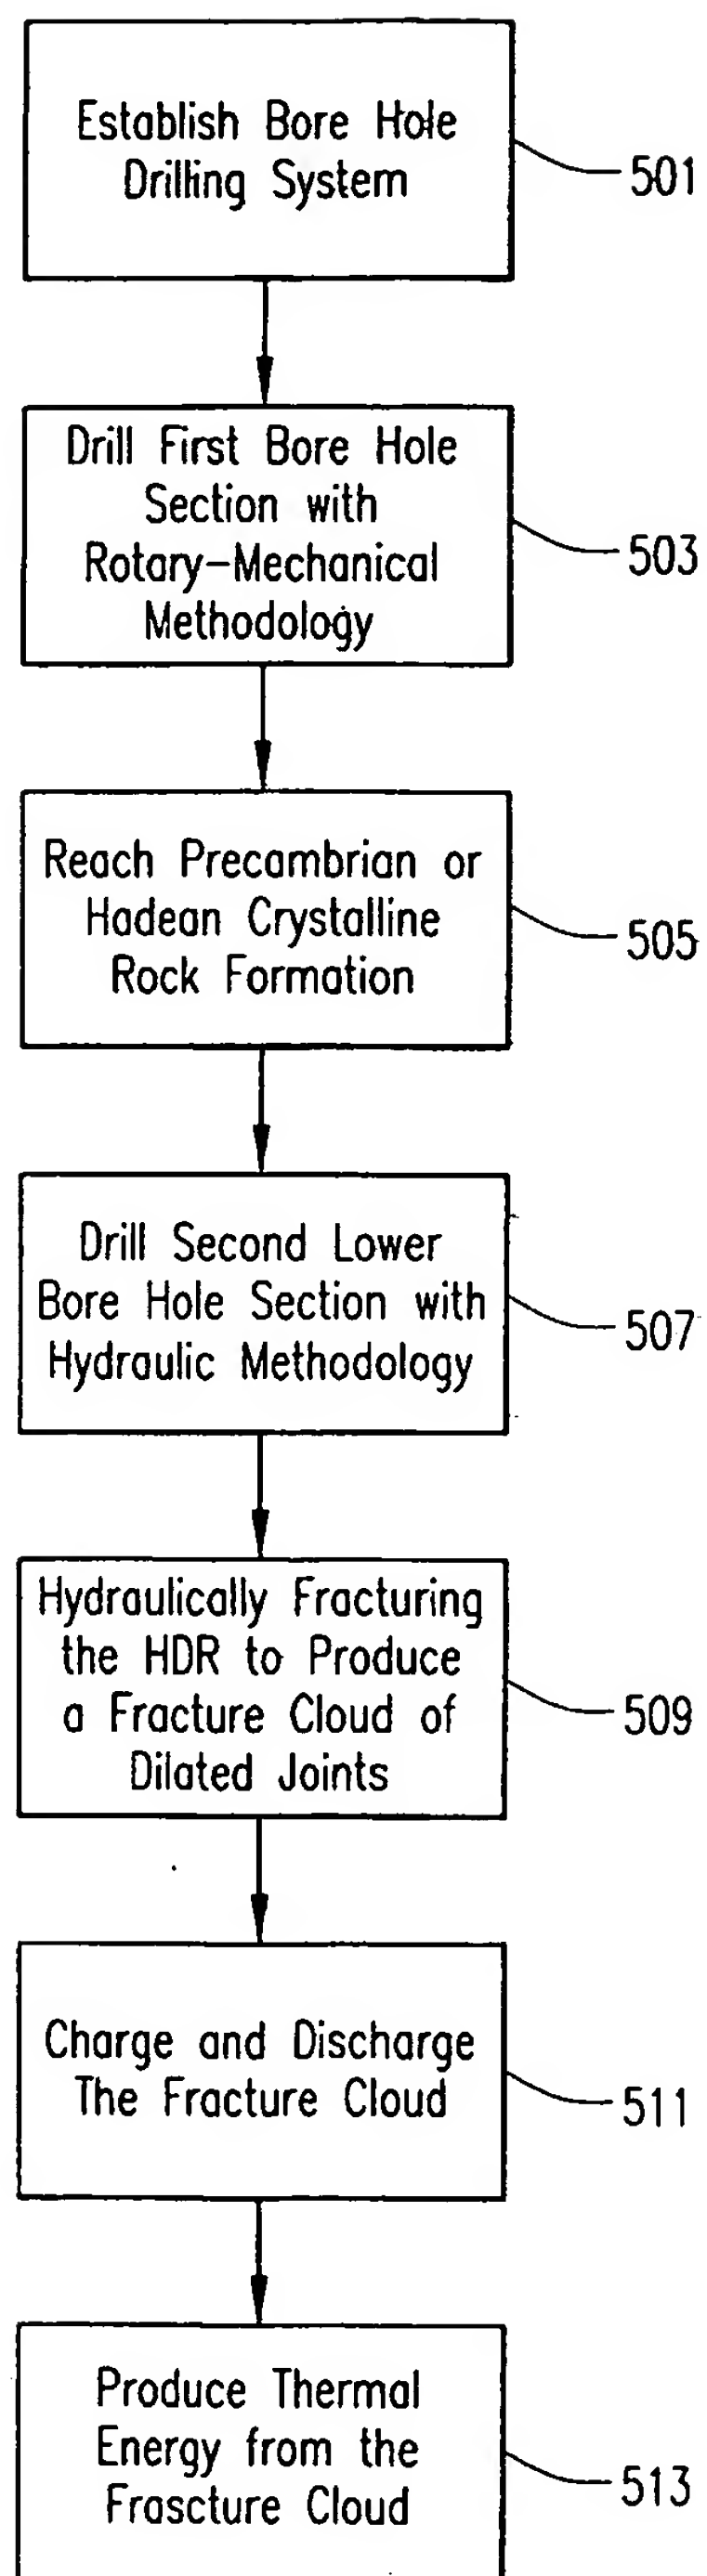 Establish Bore Hole
Drilling System
501
Drill First Bore Hole
Section with
Rotary-Mechanical
Methodology
503
Reach Precambrian or
Hadean Crystalline
Rock Formation
505
Drill Second Lower
Bore Hole Section with
Hydraulic Methodology
507
Hydraulically Fracturing
the HDR to Produce
a Fracture Cloud of
Dilated Joints
509
Charge and Discharge
The Fracture Cloud
511
Produce Thermal
Energy from the
Frascture Cloud
513